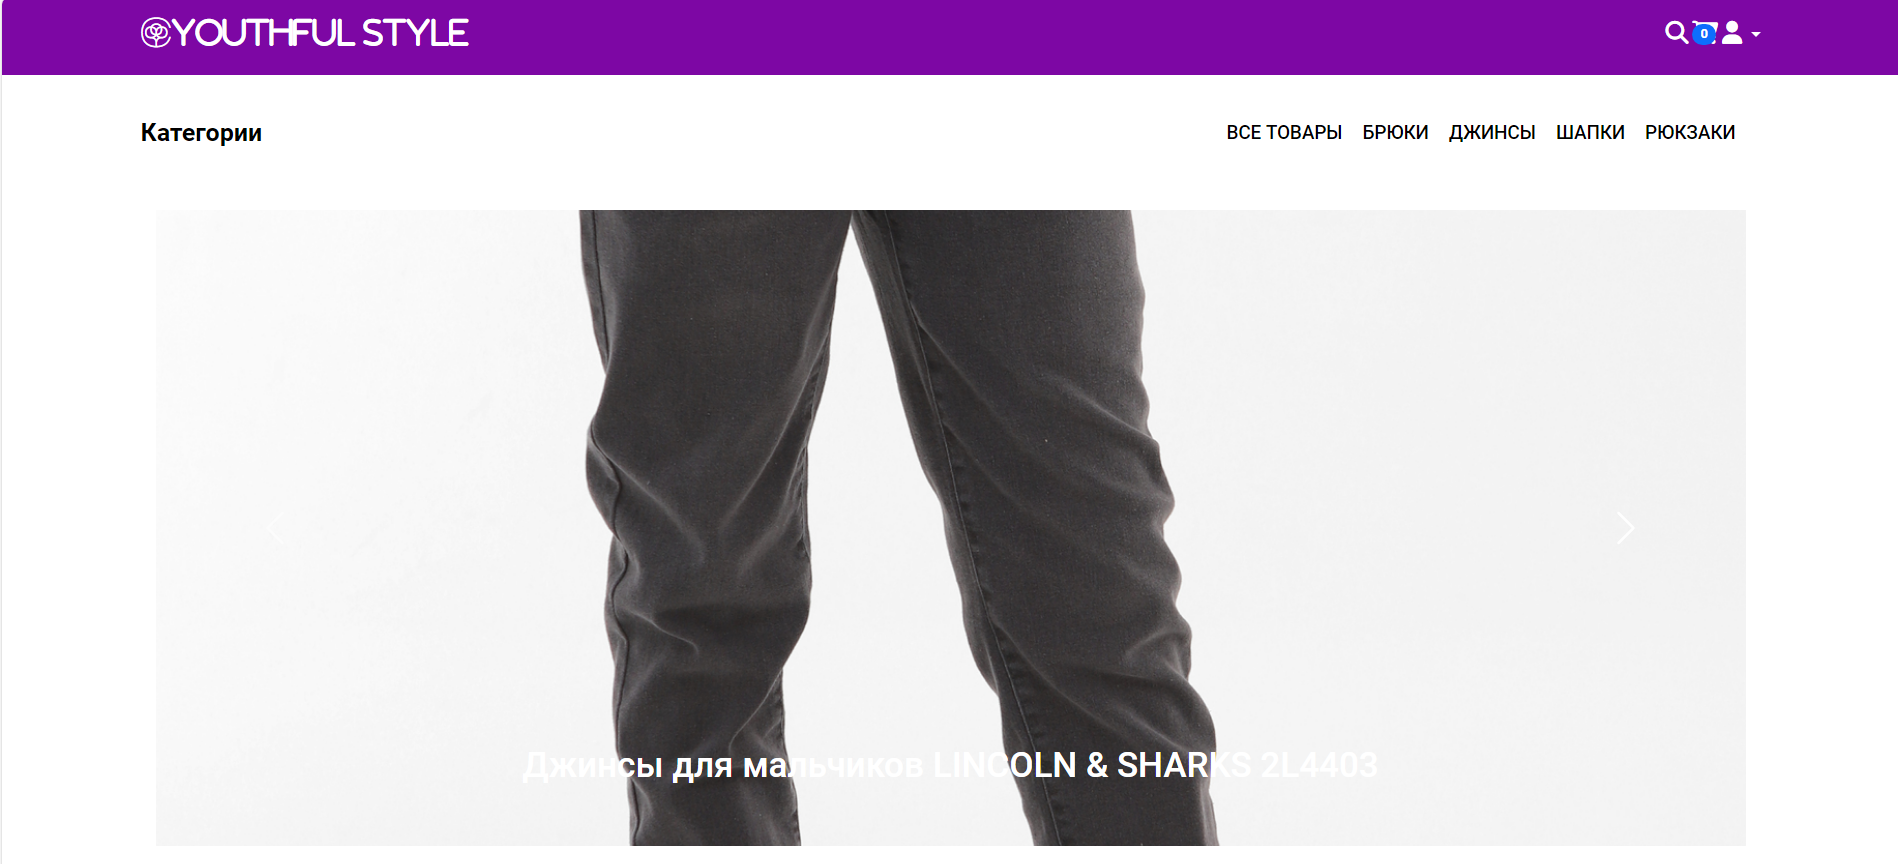 YOUTHFUL STYLE
0
Категории
ВСЕ ТОВАРЫ БРЮКИ ДЖИНСЫ ШАПКИ РЮКЗАКИ
Джинсы для мальчиков LINCOLN & SHARKS 2L4403